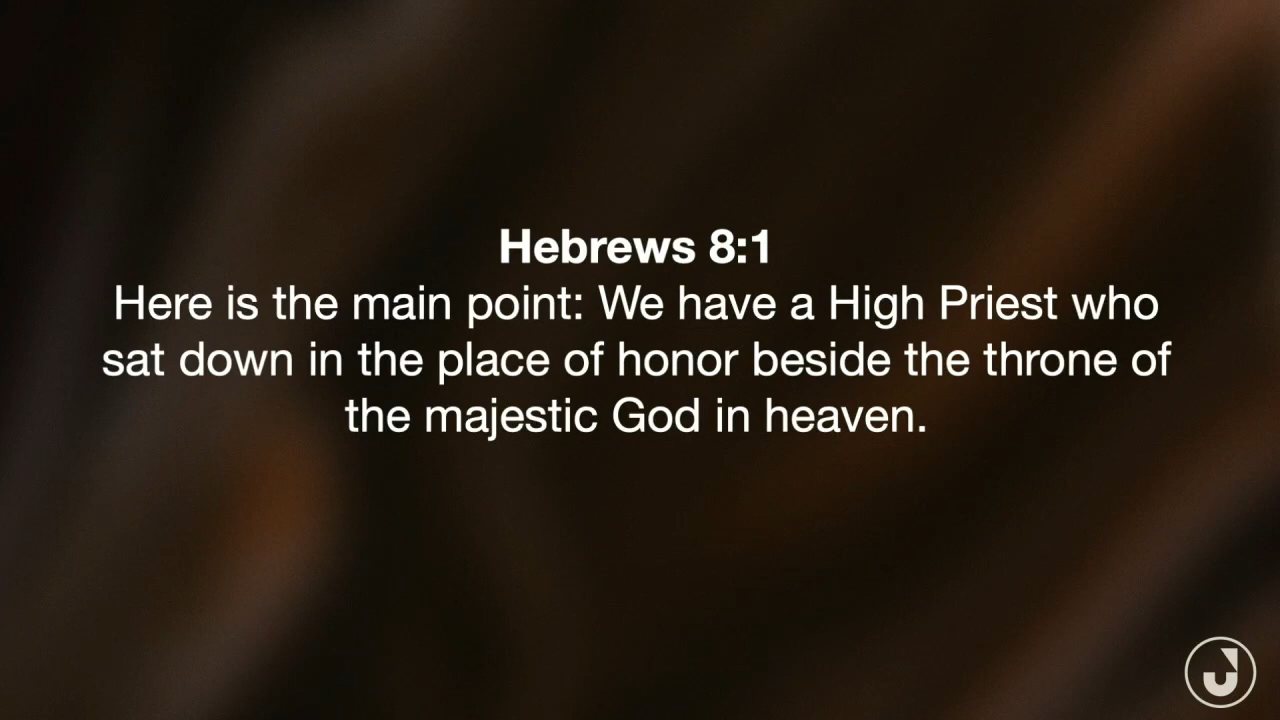 Hebrews 8:1
Here is the main point: We have a High Priest who
sat down in the place of honor beside the throne of
the majestic God in heaven.